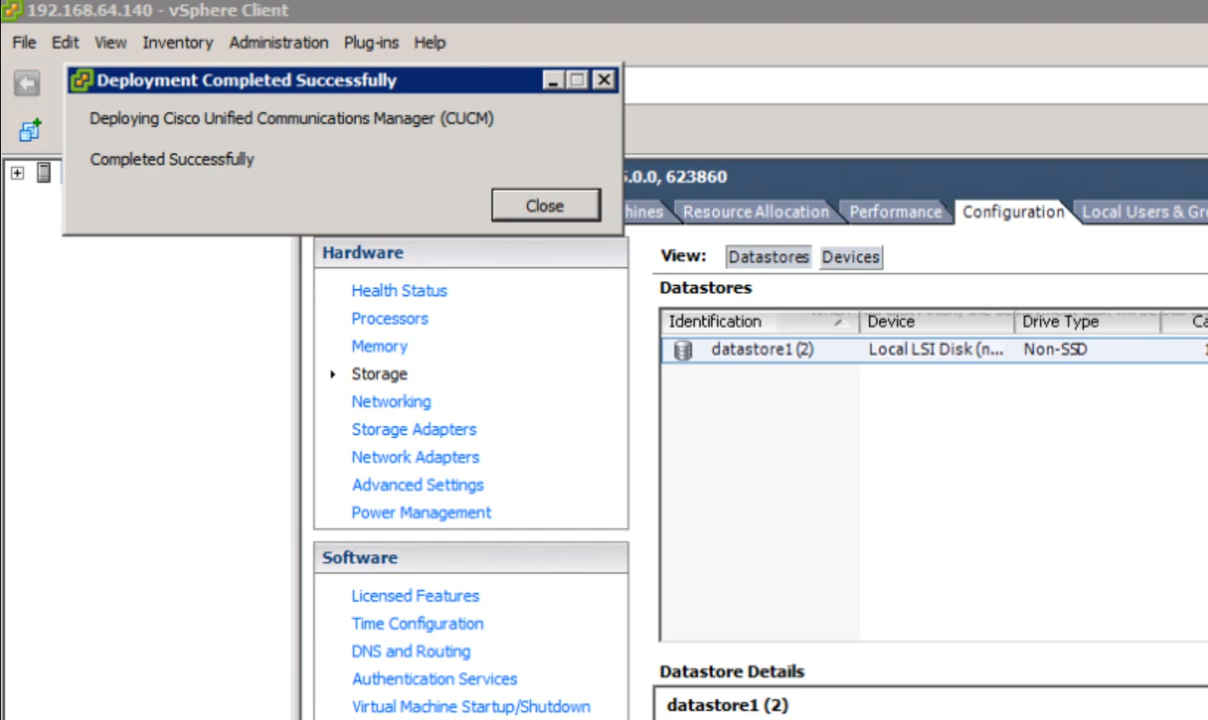 192.168.64.140 - vSphere Client
File Edit View Inventory Administration Plug-ins Help
Deployment Completed Successfully
Deploying Cisco Unified Communications Manager (CUCM)
Completed Successfully
Close
.0.0, 623860
hines Resource Allocation Performance Configuration Local Users & Gr
Hardware
Health Status
Processors
Memory
Storage
Networking
Storage Adapters
Network Adapters
Advanced Settings
Power Management
Software
Licensed Features
Time Configuration
DNS and Routing
Authentication Services
Virtual Machine Startup/Shutdown
View: Datastores Devices
Datastores
Identification Device Drive Type Ca
datastore1 (2) Local LSI Disk (n... Non-SSD
Datastore Details
datastore1 (2)